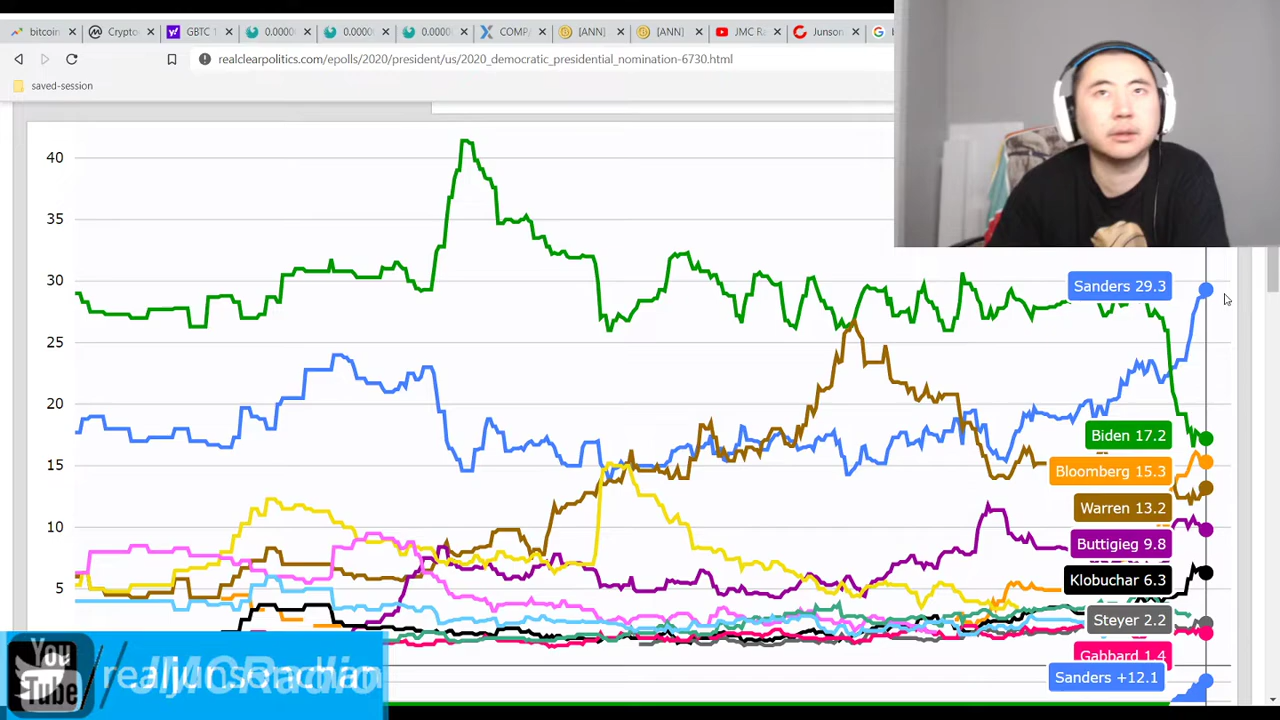 bitcoin
Crypto
GBTC
0.0000
0.000
0.0000
COMP
[ANN]
[ANN]
JMC Ra
Junson
realclearpolitics.com/epolls/2020/president/us/2020_democratic_presidential_nomination-6730.html
saved-session
40
35
30
25
20
15
10
5
Sanders 29.3
Biden 17.2
Bloomberg 15.3
Warren 13.2
Buttigieg 9.8
Klobuchar 6.3
Steyer 2.2
Gabbard 1.4
Sanders +12.1
You
Tube